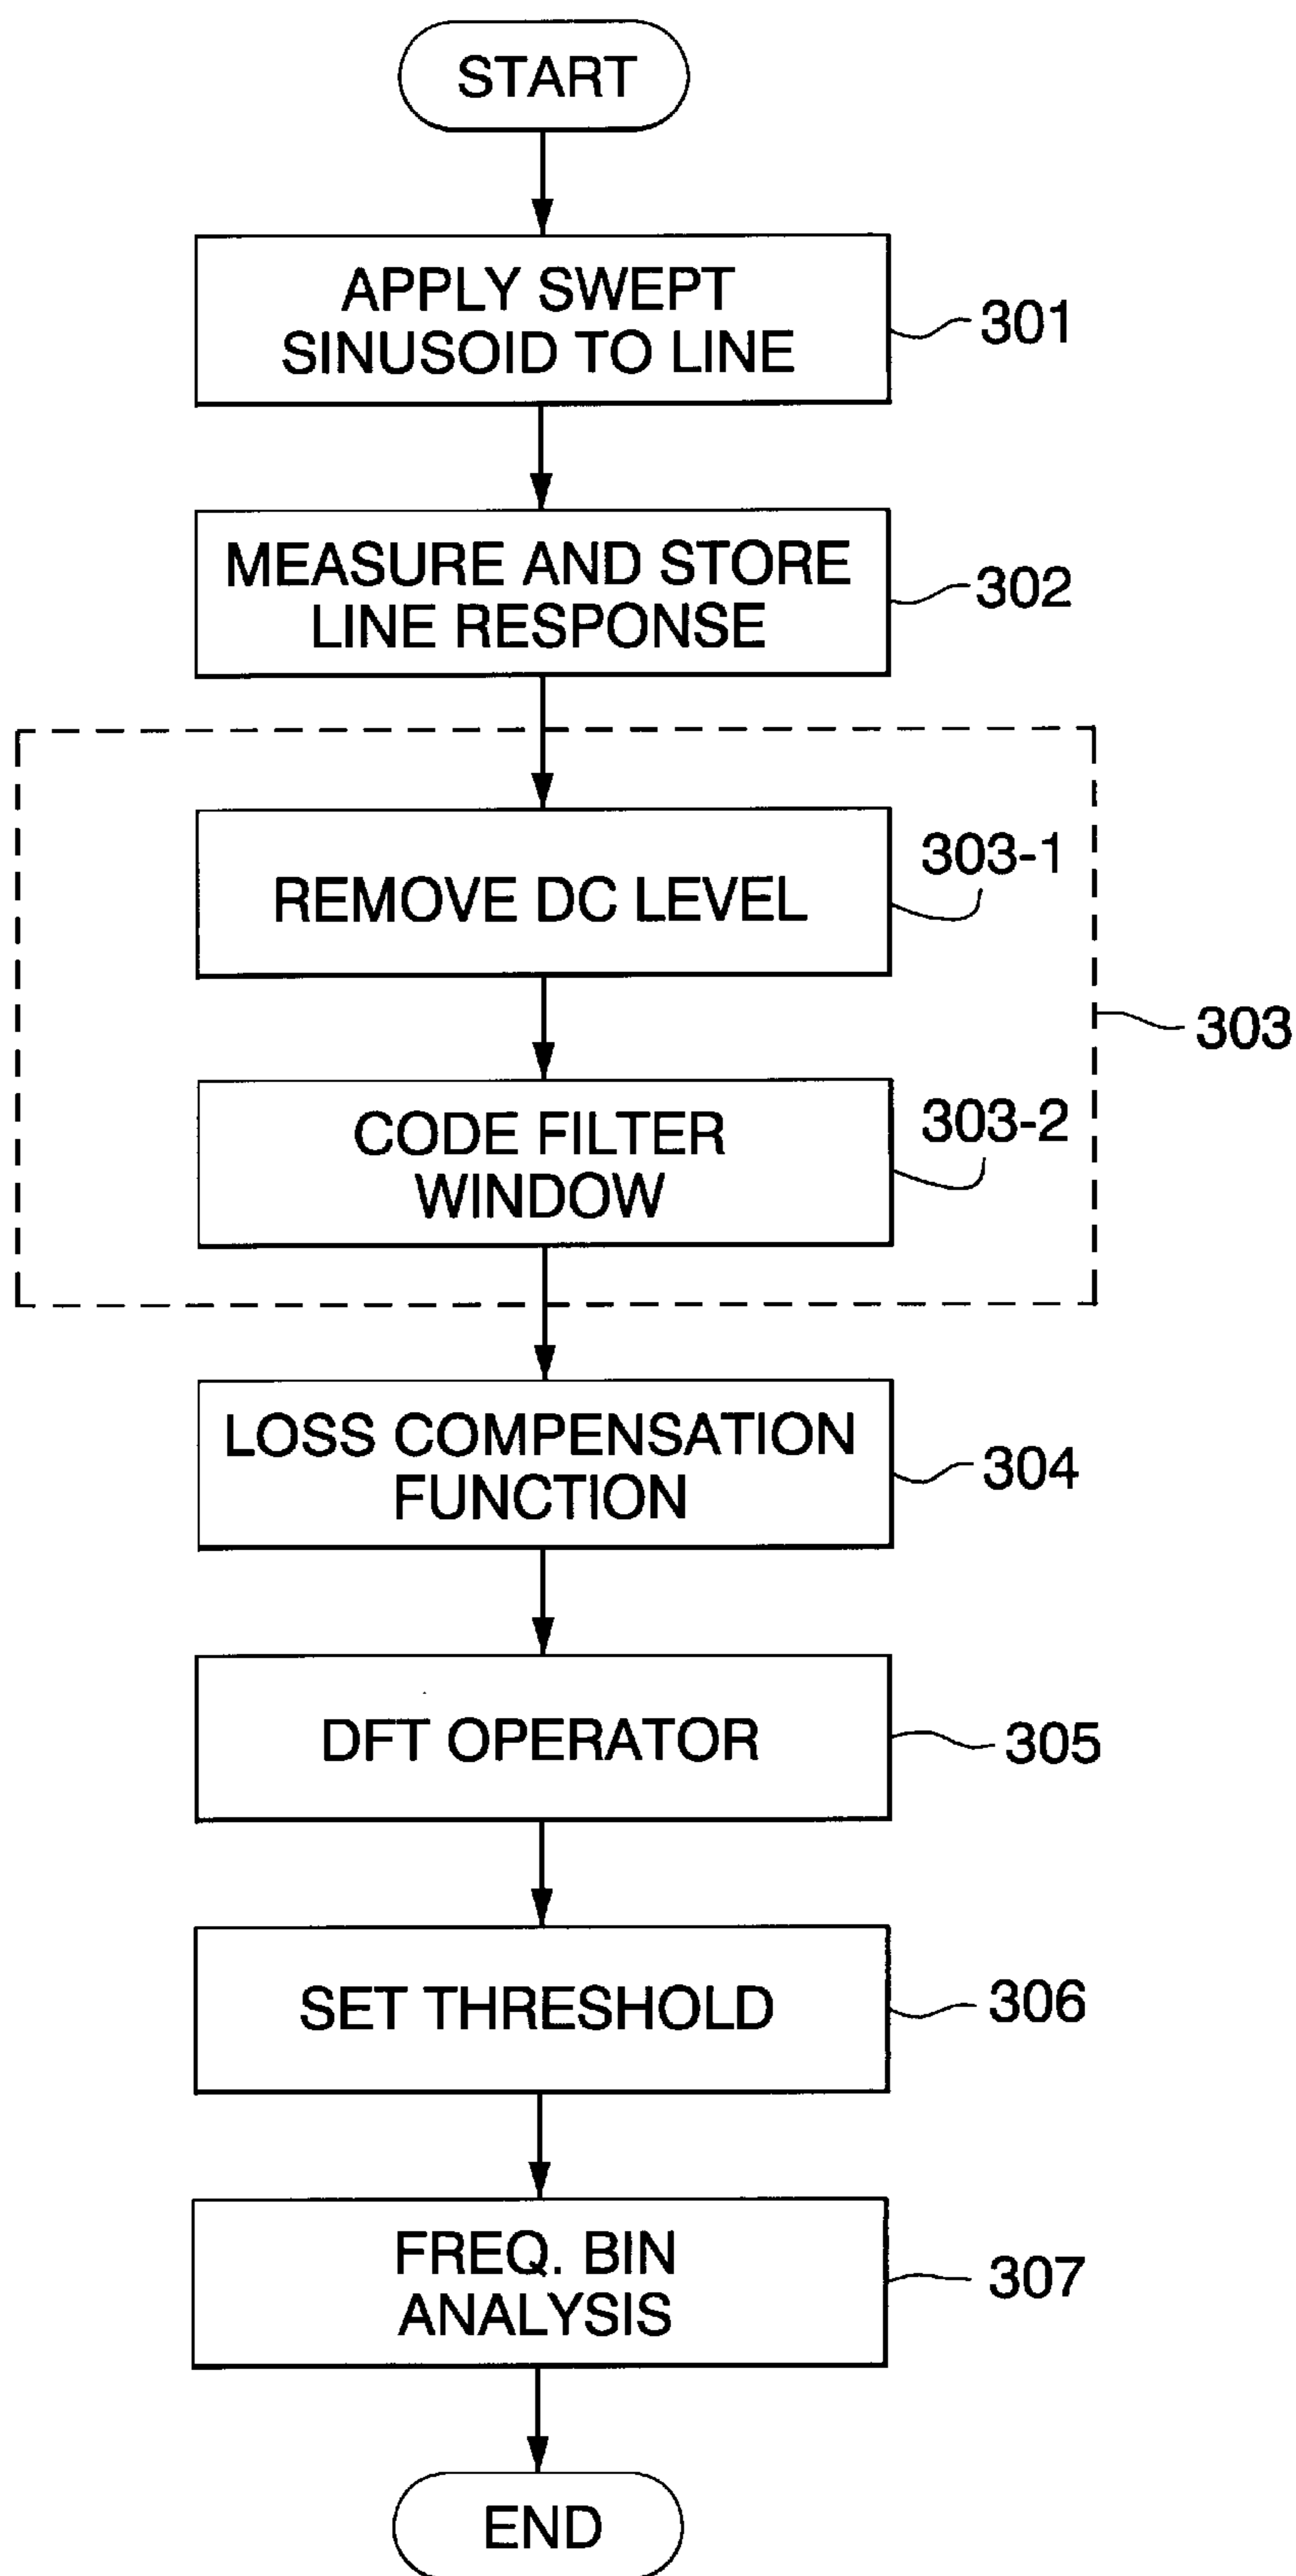 START
APPLY SWEPT
SINUSOID TO LINE
301
MEASURE AND STORE
LINE RESPONSE
302
REMOVE DC LEVEL
303-1
303
CODE FILTER
WINDOW
303-2
LOSS COMPENSATION
FUNCTION
304
DFT OPERATOR
305
SET THRESHOLD
306
FREQ. BIN
ANALYSIS
307
END